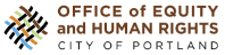 OFFICE of EQUITY
and HUMAN RIGHTS
CITY OF PORTLAND